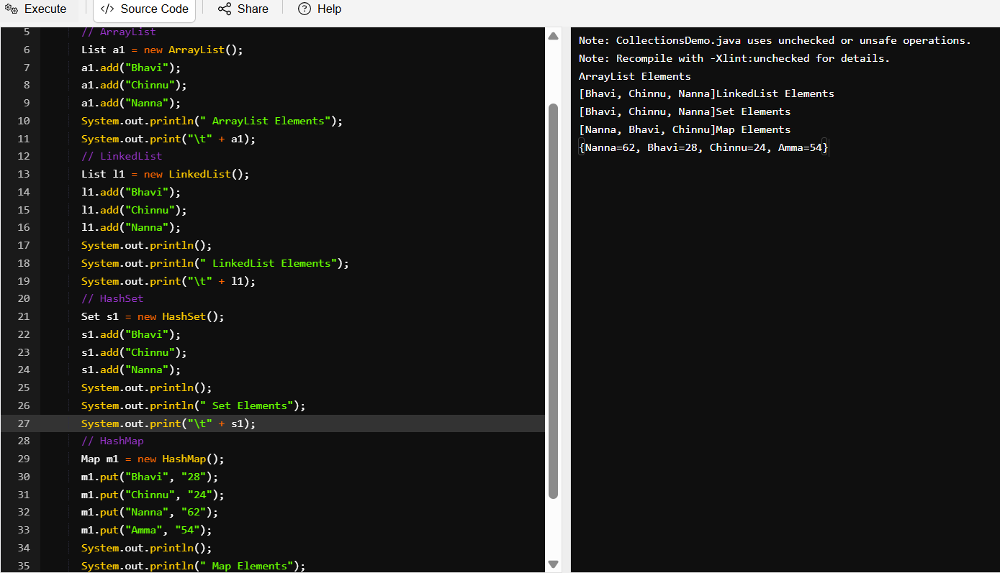 Execute </> Source Code Share ? Help
5 // ArrayList
6 List a1 = new ArrayList();
7 a1.add("Bhavi");
8 a1.add("Chinnu");
9 a1.add("Nanna");
10 System.out.println(" ArrayList Elements");
11 System.out.print("\t" + a1);
12 // LinkedList
13 List l1 = new LinkedList();
14 l1.add("Bhavi");
15 l1.add("Chinnu");
16 l1.add("Nanna");
17 System.out.println();
18 System.out.println(" LinkedList Elements");
19 System.out.print("\t" + l1);
20 // HashSet
21 Set s1 = new HashSet();
22 s1.add("Bhavi");
23 s1.add("Chinnu");
24 s1.add("Nanna");
25 System.out.println();
26 System.out.println(" Set Elements");
27 System.out.print("\t" + s1);
28 // HashMap
29 Map m1 = new HashMap();
30 m1.put("Bhavi", "28");
31 m1.put("Chinnu", "24");
32 m1.put("Nanna", "62");
33 m1.put("Amma", "54");
34 System.out.println();
35 System.out.println(" Map Elements");
Note: CollectionsDemo.java uses unchecked or unsafe operations.
Note: Recompile with -Xlint:unchecked for details.
ArrayList Elements
[Bhavi, Chinnu, Nanna]LinkedList Elements
[Bhavi, Chinnu, Nanna]Set Elements
[Nanna, Bhavi, Chinnu]Map Elements
{Nanna=62, Bhavi=28, Chinnu=24, Amma=54}